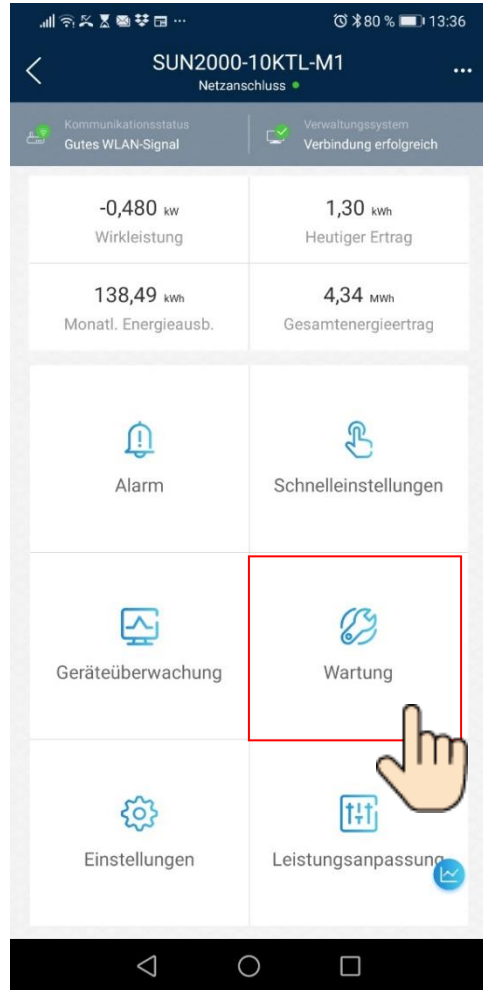 80 % 13:36
SUN2000-10KTL-M1
Netzanschluss
Kommunikationsstatus
Gutes WLAN-Signal
Verwaltungssystem
Verbindung erfolgreich
-0,480 kW
Wirkleistung
1,30 kWh
Heutiger Ertrag
138,49 kWh
Monatl. Energieausb.
4,34 MWh
Gesamtenergieertrag
Alarm
Schnelleinstellungen
Geräteüberwachung
Wartung
Einstellungen
Leistungsanpassung